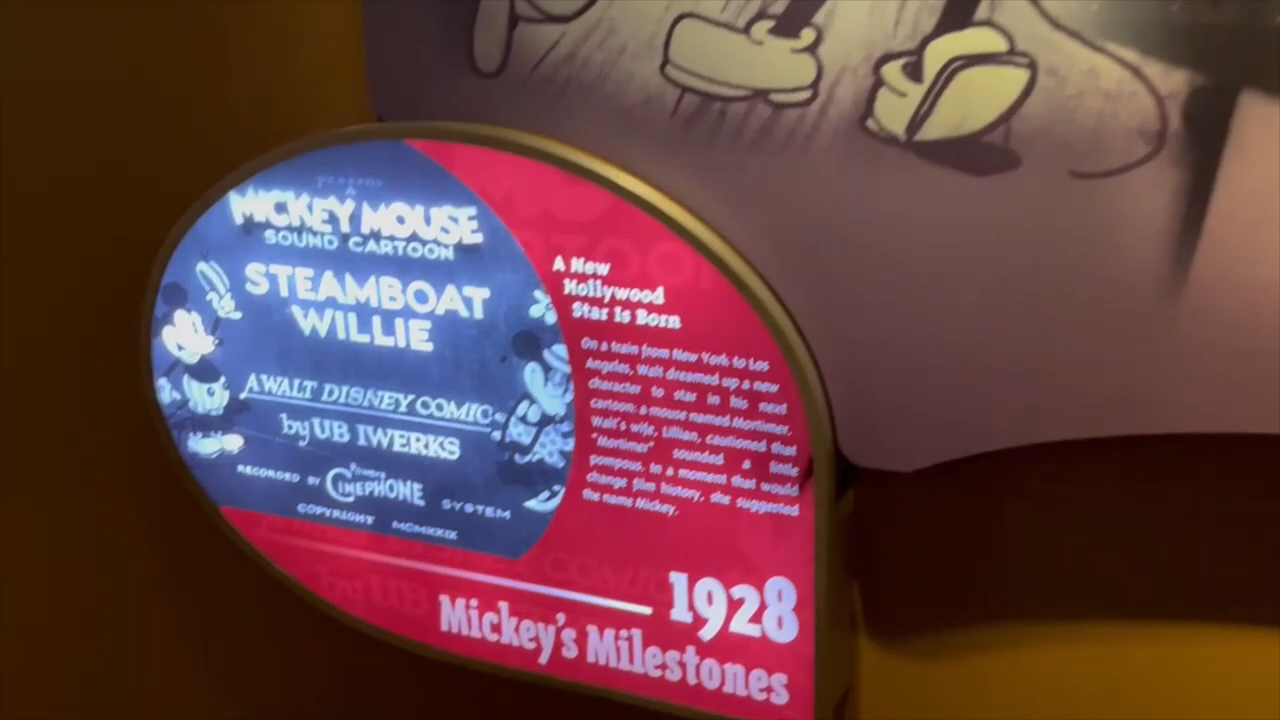 present
A
MICKEY MOUSE
SOUND CARTOON
STEAMBOAT
WILLIE
A WALT DISNEY COMIC
by UB IWERKS
RECORDED BY Powers CINEPHONE SYSTEM
COPYRIGHT MCMXXIX
A New
Hollywood
Star Is Born
On a train from New York to Los
Angeles, Walt dreamed up a new
character to star in his next
cartoon: a mouse named Mortimer.
Walt's wife, Lillian, cautioned that
"Mortimer" sounded a little
pompous. In a moment that would
change film history, she suggested
the name Mickey.
1928
Mickey's Milestones